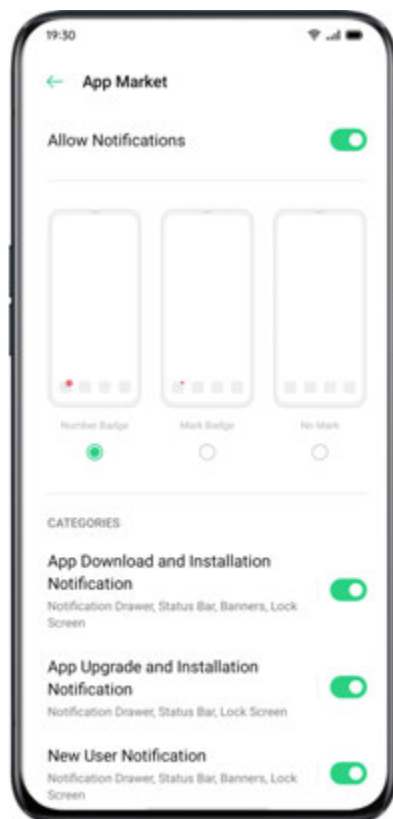 19:30
App Market
Allow Notifications
Number Badge Mark Badge No Mark
CATEGORIES
App Download and Installation
Notification
Notification Drawer, Status Bar, Banners, Lock
Screen
App Upgrade and Installation
Notification
Notification Drawer, Status Bar, Lock Screen
New User Notification
Notification Drawer, Status Bar, Banners, Lock
Screen